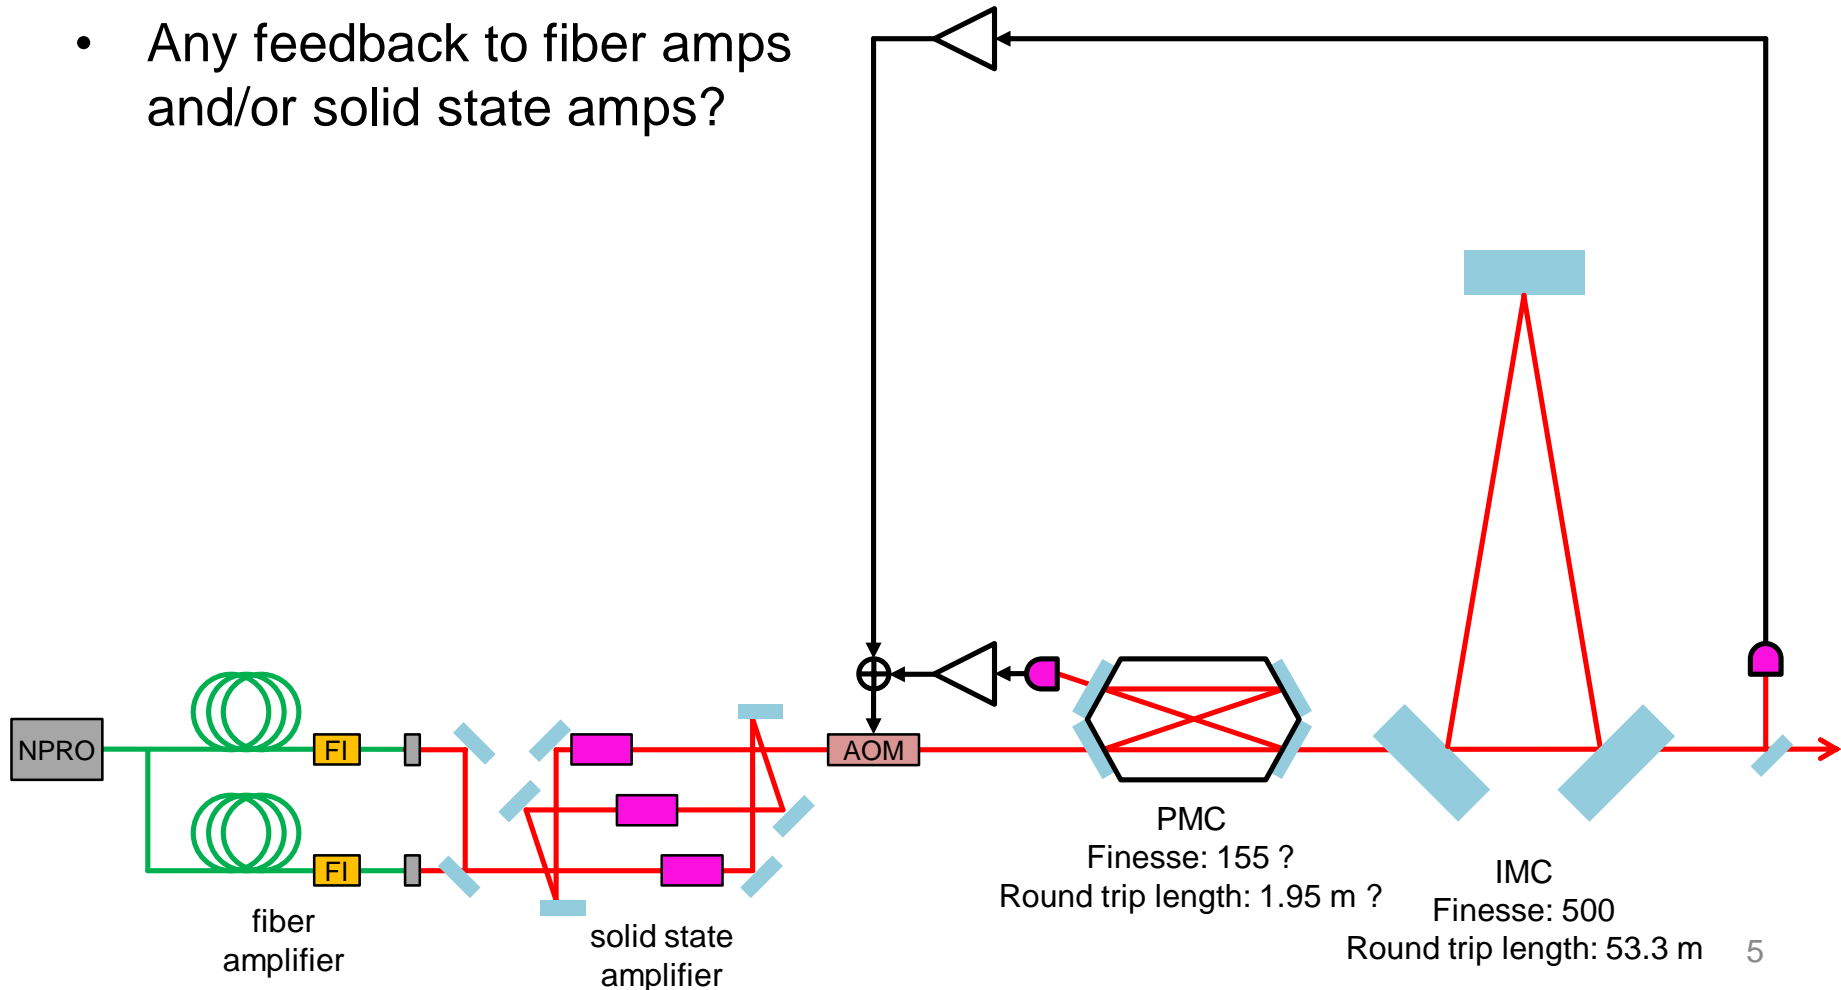 • Any feedback to fiber amps
and/or solid state amps?
NPRO
FI
FI
AOM
fiber
amplifier
solid state
amplifier
PMC
Finesse: 155 ?
Round trip length: 1.95 m ?
IMC
Finesse: 500
Round trip length: 53.3 m
5